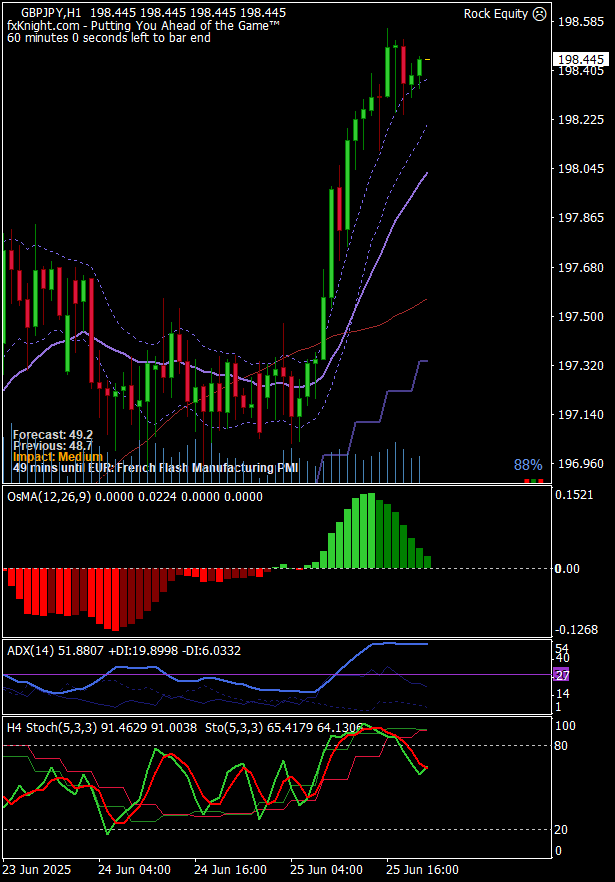 GBPJPY,H1  198.445 198.445 198.445 198.445
Rock Equity
fxKnight.com - Putting You Ahead of the Game™
60 minutes 0 seconds left to bar end
198.585
198.445
198.405
198.225
198.045
197.865
197.680
197.500
197.320
197.140
196.960
Forecast: 49.2
Previous: 48.7
Impact: Medium
49 mins until EUR: French Flash Manufacturing PMI
88%
OsMA(12,26,9) 0.0000 0.0224 0.0000 0.0000
0.1521
0.00
-0.1268
ADX(14) 51.8807 +DI:19.8998 -DI:6.0332
54
40
27
14
1
H4 Stoch(5,3,3) 91.4629 91.0038  Sto(5,3,3) 65.4179 64.1306
100
80
20
0
23 Jun 2025
24 Jun 04:00
24 Jun 16:00
25 Jun 04:00
25 Jun 16:00